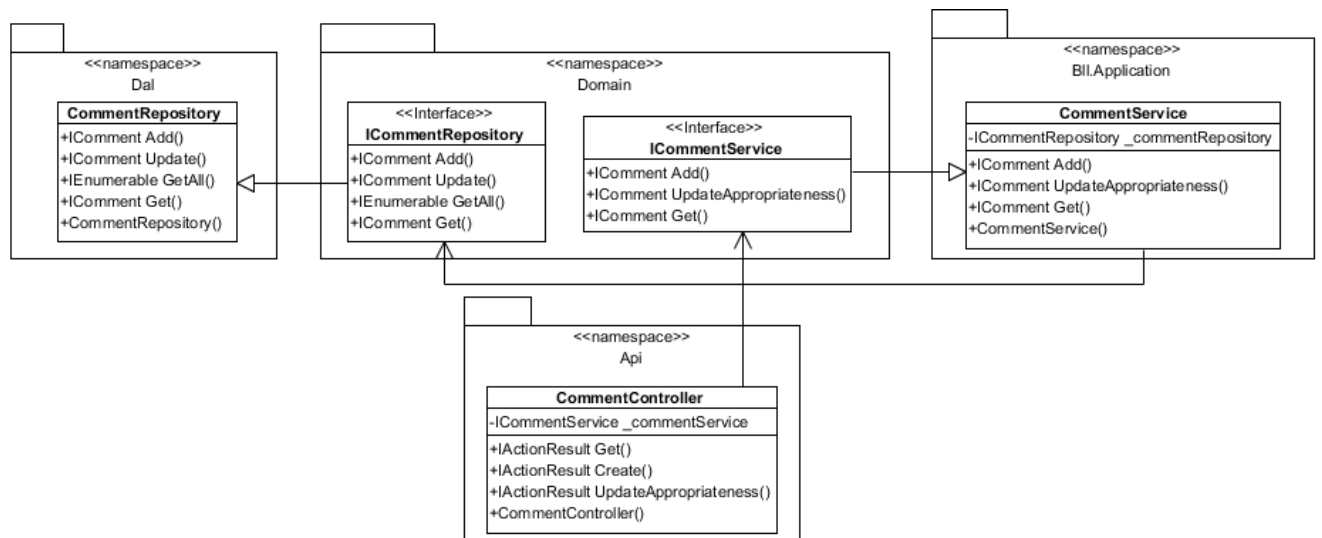 <<namespace>>
Dal
CommentRepository
+IComment Add()
+IComment Update()
+IEnumerable GetAll()
+IComment Get()
+CommentRepository()
<<namespace>>
Domain
<<Interface>>
ICommentRepository
+IComment Add()
+IComment Update()
+IEnumerable GetAll()
+IComment Get()
<<Interface>>
ICommentService
+IComment Add()
+IComment UpdateAppropriateness()
+IComment Get()
<<namespace>>
Bll.Application
CommentService
-ICommentRepository _commentRepository
+IComment Add()
+IComment UpdateAppropriateness()
+IComment Get()
+CommentService()
<<namespace>>
Api
CommentController
-ICommentService _commentService
+IActionResult Get()
+IActionResult Create()
+IActionResult UpdateAppropriateness()
+CommentController()